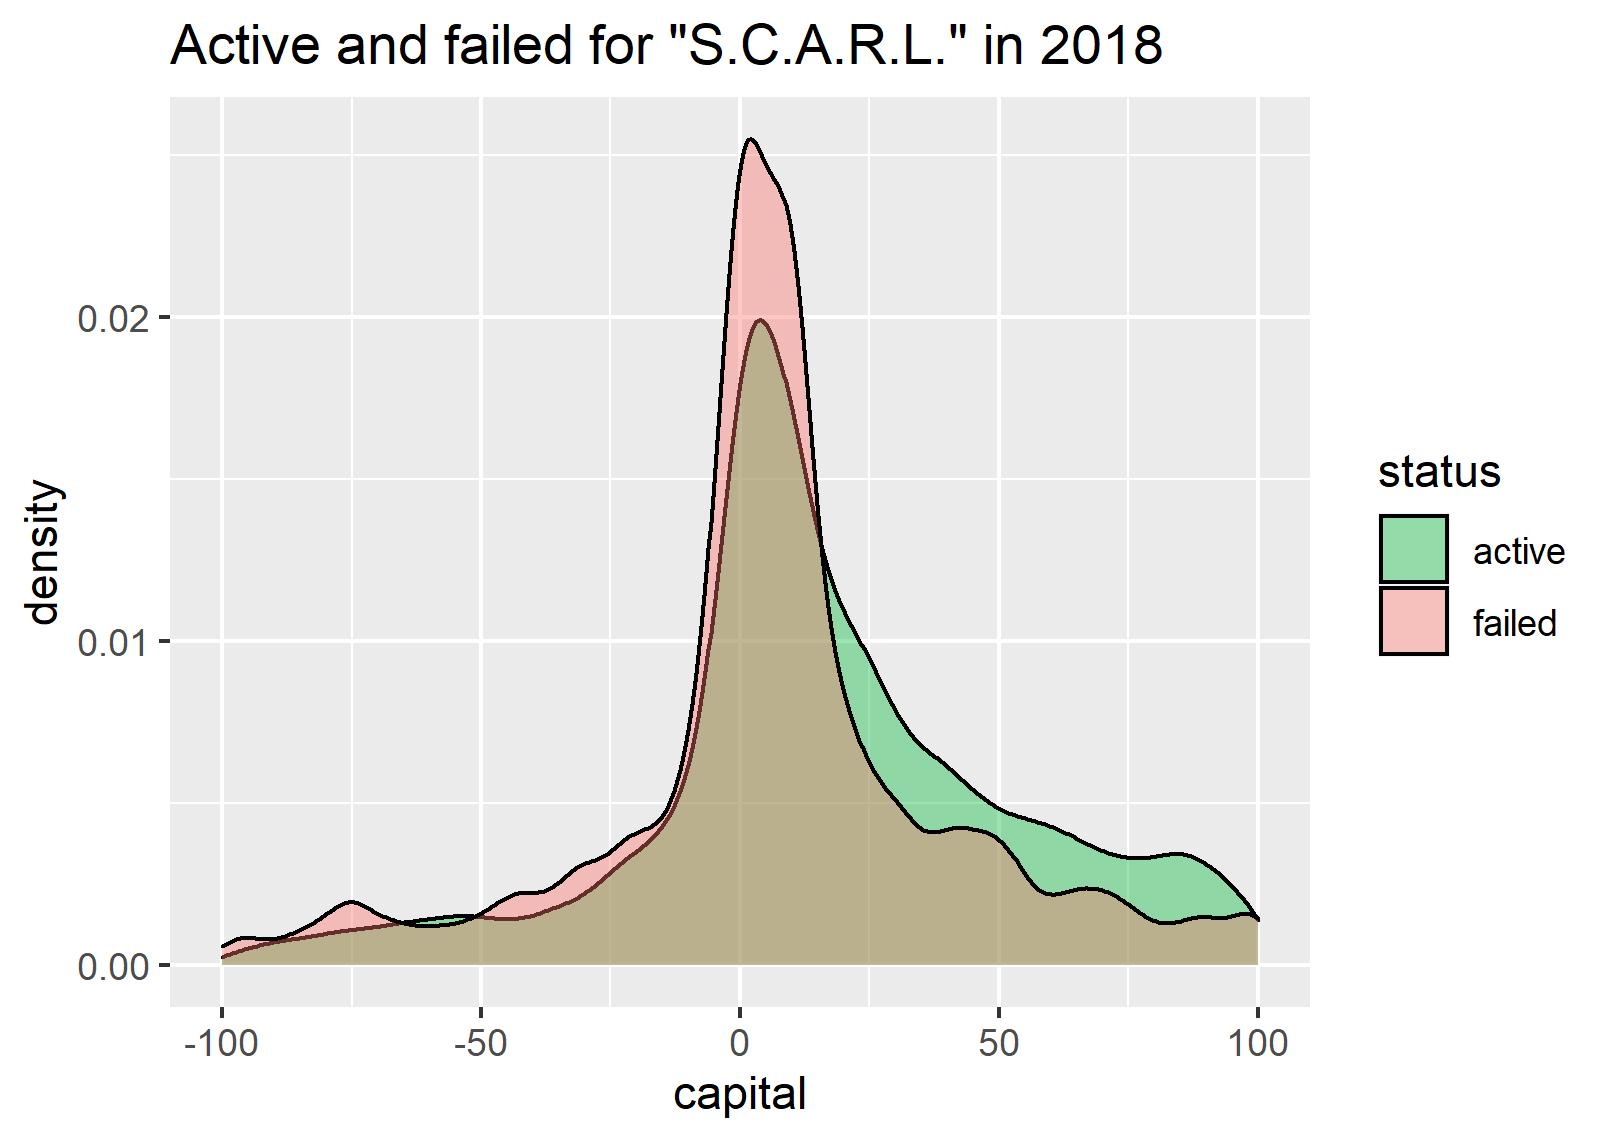 Active and failed for "S.C.A.R.L." in 2018
density
0.02
0.01
0.00
-100 -50 0 50 100
capital
status
active
failed